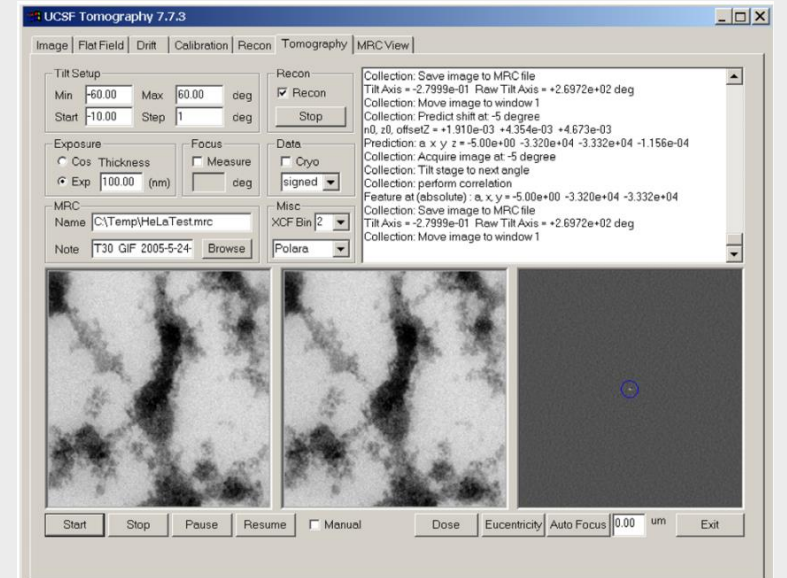 UCSF Tomography 7.7.3
Image Flat Field Drift Calibration Recon Tomography MRC View
Tilt Setup
Min -60.00 Max 60.00 deg
Start -10.00 Step 1 deg
Recon
Recon
Stop
Exposure
Cos Thickness
Exp 100.00 (nm)
Focus
Measure
deg
Data
Cryo
signed
MRC
Name C:\Temp\HeLaTest.mrc
Note T30 GIF 2005-5-24- Browse
Misc
XCF Bin 2
Polara
Collection: Save image to MRC file
Tilt Axis = -2.7999e-01 Raw Tilt Axis = +2.6972e+02 deg
Collection: Move image to window 1
Collection: Predict shift at: -5 degree
n0, z0, offsetZ = +1.910e-03 +4.354e-03 +4.673e-03
Prediction: a x y z = -5.00e+00 -3.320e+04 -3.332e+04 -1.156e-04
Collection: Acquire image at: -5 degree
Collection: Tilt stage to next angle
Collection: perform correlation
Feature at (absolute) : a, x, y = -5.00e+00 -3.320e+04 -3.332e+04
Collection: Save image to MRC file
Tilt Axis = -2.7999e-01 Raw Tilt Axis = +2.6972e+02 deg
Collection: Move image to window 1
Start Stop Pause Resume Manual Dose Eucentricity Auto Focus 0.00 um Exit